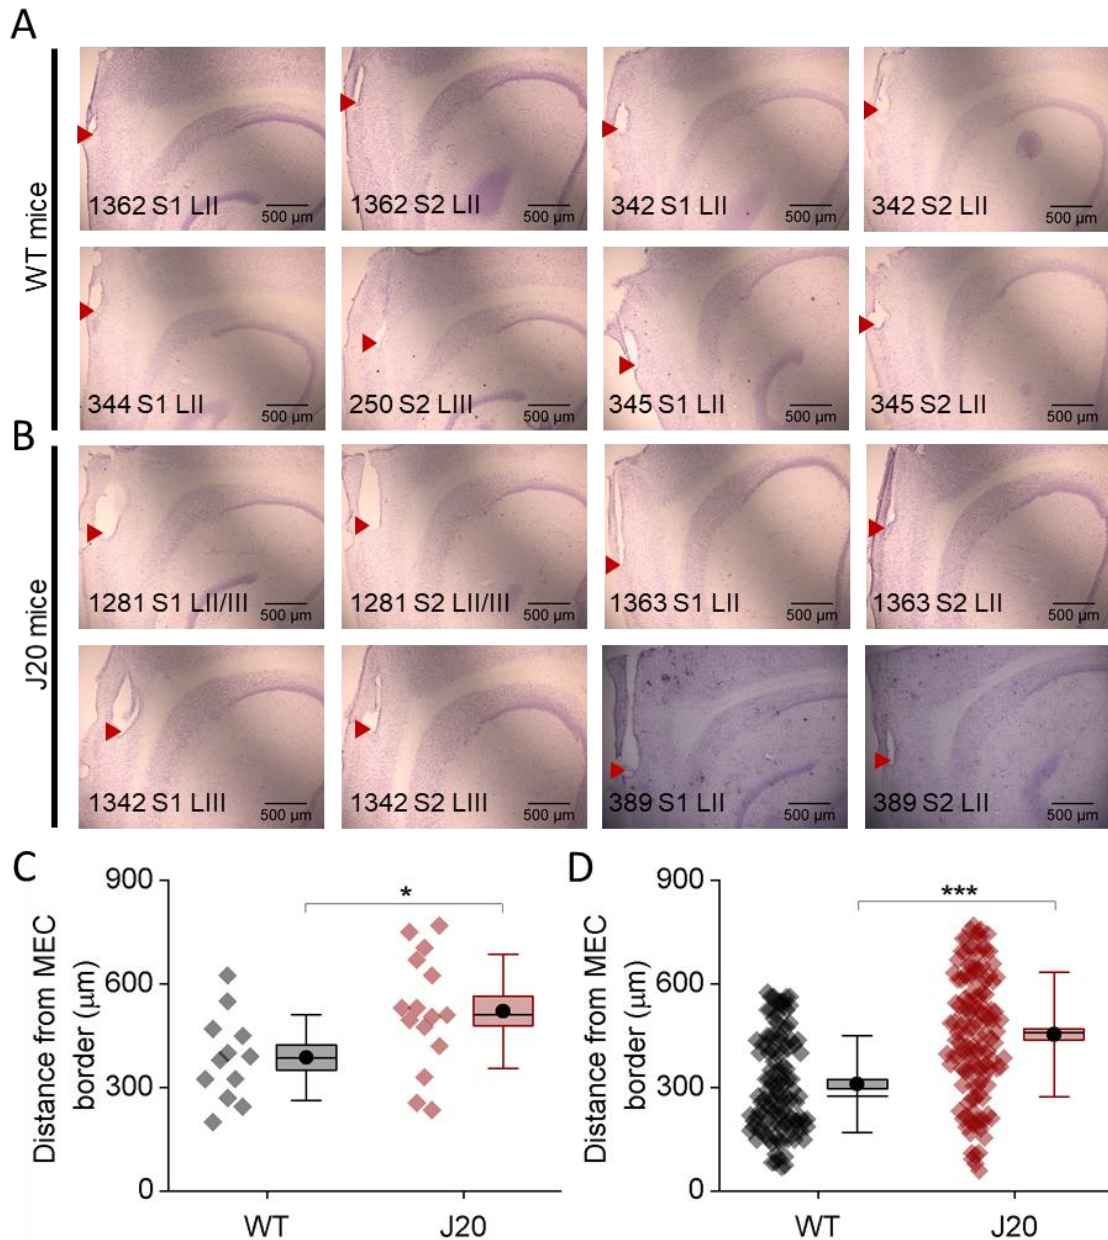 A
WT mice
1362 S1 LII
500 µm
1362 S2 LII
500 µm
342 S1 LII
500 µm
342 S2 LII
500 µm
344 S1 LII
500 µm
250 S2 LIII
500 µm
345 S1 LII
500 µm
345 S2 LII
500 µm
B
J20 mice
1281 S1 LII/III
500 µm
1281 S2 LII/III
500 µm
1363 S1 LII
500 µm
1363 S2 LII
500 µm
1342 S1 LIII
500 µm
1342 S2 LIII
500 µm
389 S1 LII
500 µm
389 S2 LII
500 µm
C
Distance from MEC
border (µm)
900
600
300
0
*
WT
J20
D
Distance from MEC
border (µm)
900
600
300
0
***
WT
J20